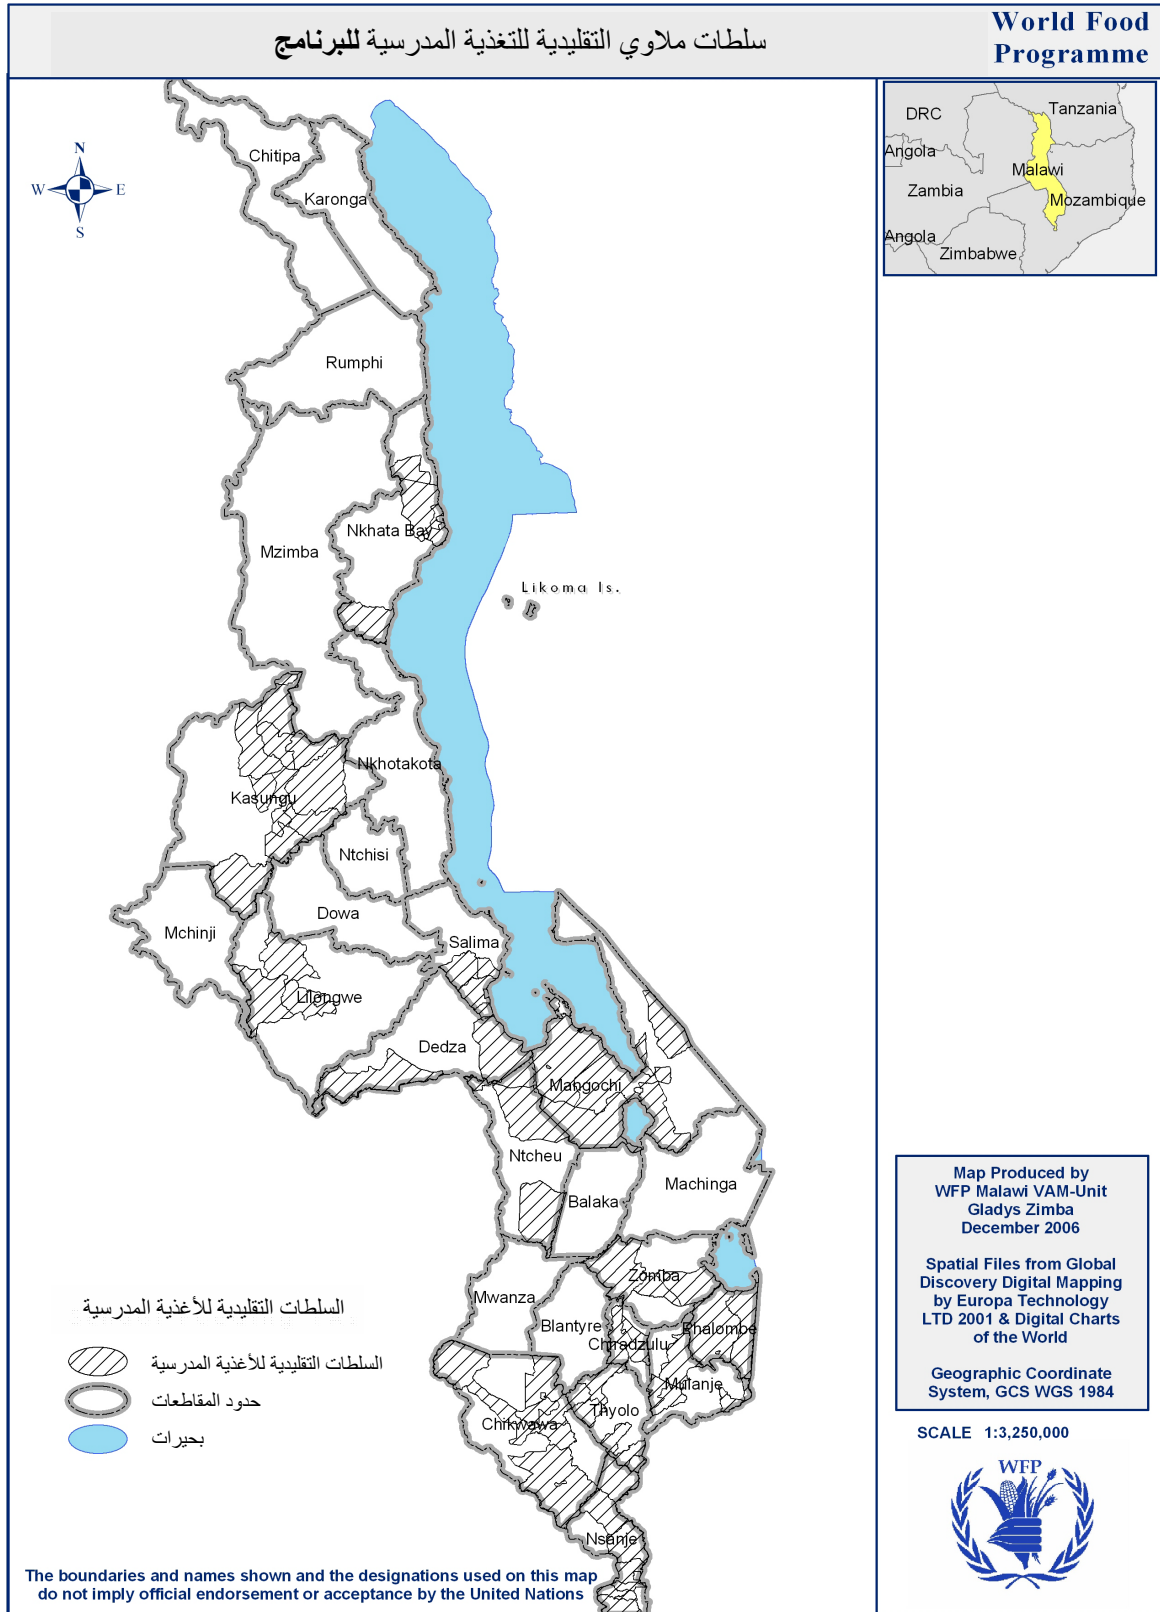 سلطات ملاوي التقليدية للتغذية المدرسية للبرنامج
World Food
Programme
DRC
Tanzania
Angola
Malawi
Zambia
Mozambique
Angola
Zimbabwe
N
W
E
S
Chitipa
Karonga
Rumphi
Nkhata Bay
Mzimba
Likoma Is.
Nkhotakota
Kasungu
Ntchisi
Dowa
Mchinji
Salima
Lilongwe
Dedza
Mangochi
Ntcheu
Balaka
Machinga
Zomba
Mwanza
Blantyre
Phalombe
Chiradzulu
Mulanje
Thyolo
Chikwawa
Nsanje
السلطات التقليدية للأغذية المدرسية
السلطات التقليدية للأغذية المدرسية
حدود المقاطعات
بحيرات
Map Produced by
WFP Malawi VAM-Unit
Gladys Zimba
December 2006
Spatial Files from Global
Discovery Digital Mapping
by Europa Technology
LTD 2001 & Digital Charts
of the World
Geographic Coordinate
System, GCS WGS 1984
SCALE 1:3,250,000
WFP
The boundaries and names shown and the designations used on this map
do not imply official endorsement or acceptance by the United Nations